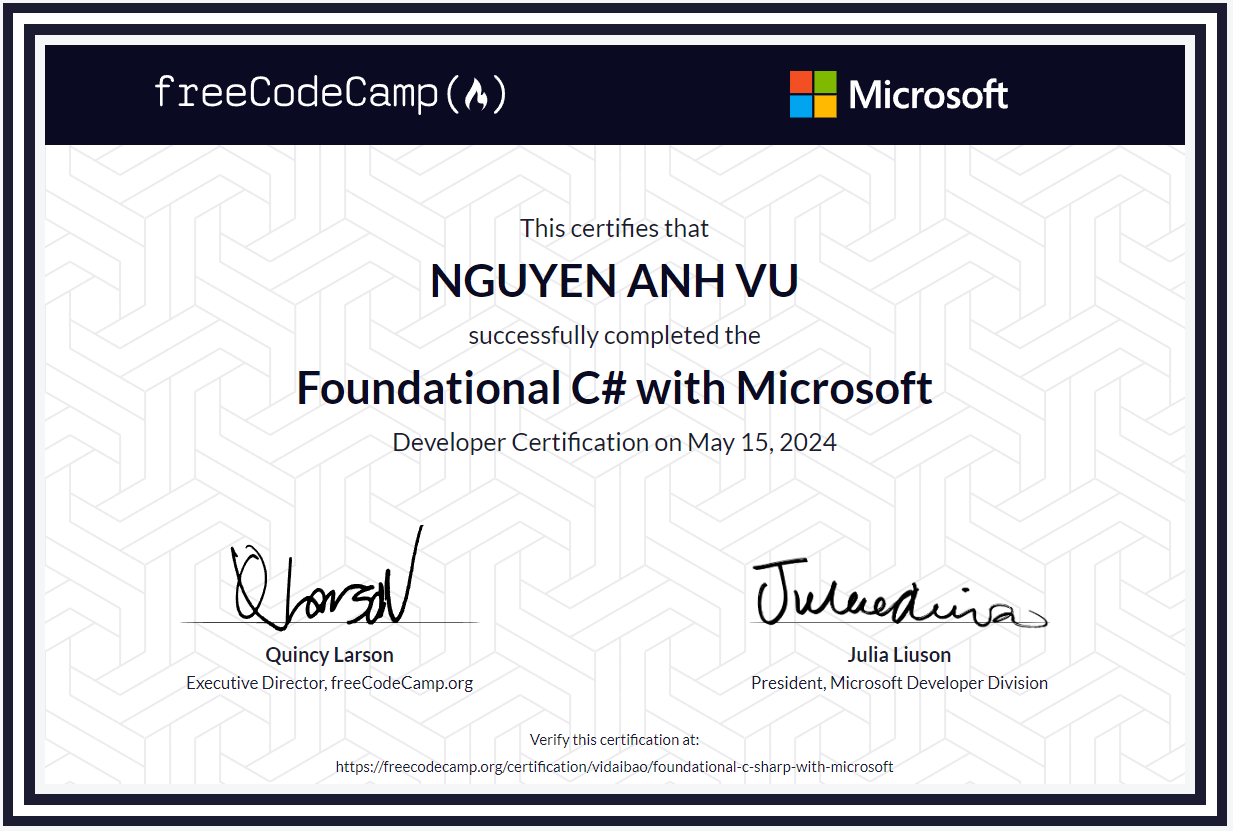 freeCodeCamp Microsoft
This certifies that
NGUYEN ANH VU
successfully completed the
Foundational C# with Microsoft
Developer Certification on May 15, 2024
Quincy Larson
Executive Director, freeCodeCamp.org
Julia Liuson
President, Microsoft Developer Division
Verify this certification at:
https://freecodecamp.org/certification/vidaibao/foundational-c-sharp-with-microsoft